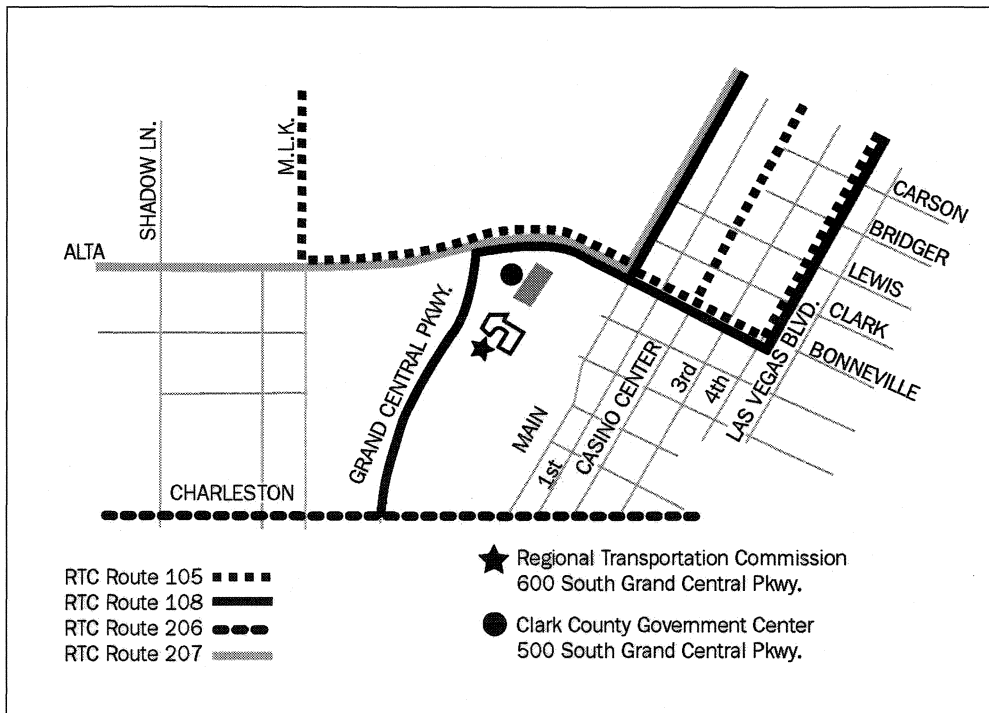 SHADOW LN.
M.L.K.
ALTA
GRAND CENTRAL PKWY.
CARSON
BRIDGER
LEWIS
CLARK
BONNEVILLE
LAS VEGAS BLVD.
4th
3rd
CASINO CENTER
1st
MAIN
CHARLESTON
RTC Route 105
RTC Route 108
RTC Route 206
RTC Route 207
Regional Transportation Commission
600 South Grand Central Pkwy.
Clark County Government Center
500 South Grand Central Pkwy.